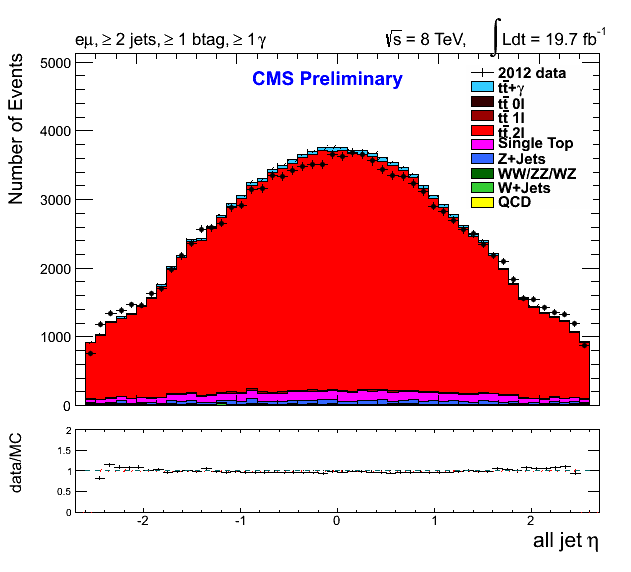 eμ, ≥ 2 jets, ≥ 1 btag, ≥ 1 γ
√s = 8 TeV, ∫ Ldt = 19.7 fb⁻¹
CMS Preliminary
2012 data
tt̄+γ
tt̄ 0l
tt̄ 1l
tt̄ 2l
Single Top
Z+Jets
WW/ZZ/WZ
W+Jets
QCD
Number of Events
5000
4000
3000
2000
1000
0
data/MC
2
1.5
1
0.5
0
-2 -1 0 1 2
all jet η